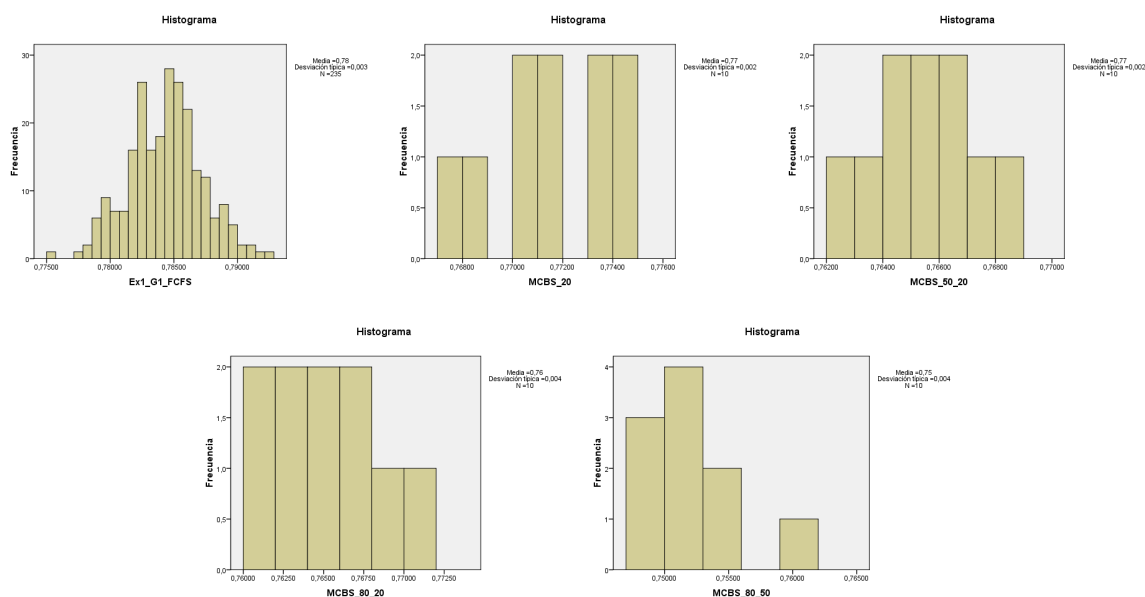 Histograma
Media =0,78
Desviación típica =0,003
N =235
Frecuencia
30
20
10
0
0,77500
0,78000
0,78500
0,79000
Ex1_G1_FCFS
Histograma
Media =0,77
Desviación típica =0,002
N =10
Frecuencia
2,0
1,5
1,0
0,5
0,0
0,76800
0,77000
0,77200
0,77400
0,77600
MCBS_20
Histograma
Media =0,77
Desviación típica =0,002
N =10
Frecuencia
2,0
1,5
1,0
0,5
0,0
0,76200
0,76400
0,76600
0,76800
0,77000
MCBS_50_20
Histograma
Media =0,76
Desviación típica =0,004
N =10
Frecuencia
2,0
1,5
1,0
0,5
0,0
0,76000
0,76250
0,76500
0,76750
0,77000
0,77250
MCBS_80_20
Histograma
Media =0,75
Desviación típica =0,004
N =10
Frecuencia
4
3
2
1
0
0,75000
0,75500
0,76000
0,76500
MCBS_80_50